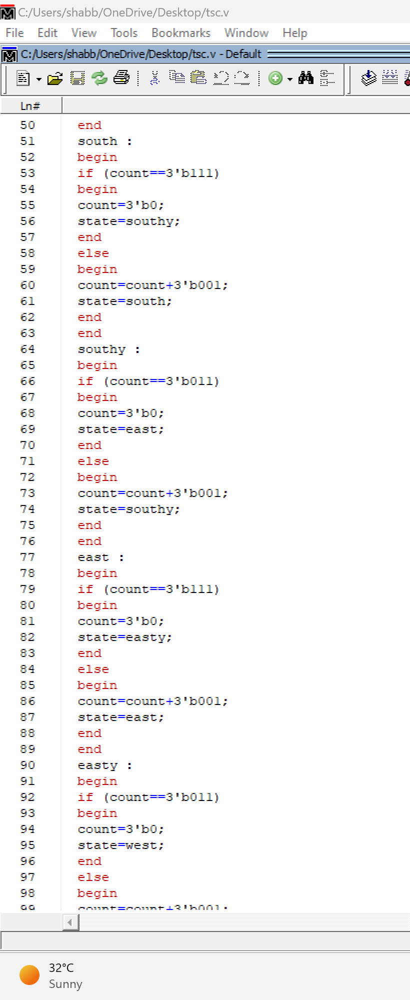 C:/Users/shabb/OneDrive/Desktop/tsc.v
File Edit View Tools Bookmarks Window Help
C:/Users/shabb/OneDrive/Desktop/tsc.v - Default
Ln#
50 end
51 south :
52 begin
53 if (count==3'b111)
54 begin
55 count=3'b0;
56 state=southy;
57 end
58 else
59 begin
60 count=count+3'b001;
61 state=south;
62 end
63 end
64 southy :
65 begin
66 if (count==3'b011)
67 begin
68 count=3'b0;
69 state=east;
70 end
71 else
72 begin
73 count=count+3'b001;
74 state=southy;
75 end
76 end
77 east :
78 begin
79 if (count==3'b111)
80 begin
81 count=3'b0;
82 state=easty;
83 end
84 else
85 begin
86 count=count+3'b001;
87 state=east;
88 end
89 end
90 easty :
91 begin
92 if (count==3'b011)
93 begin
94 count=3'b0;
95 state=west;
96 end
97 else
98 begin
99 count=count+3'b001;
32°C
Sunny